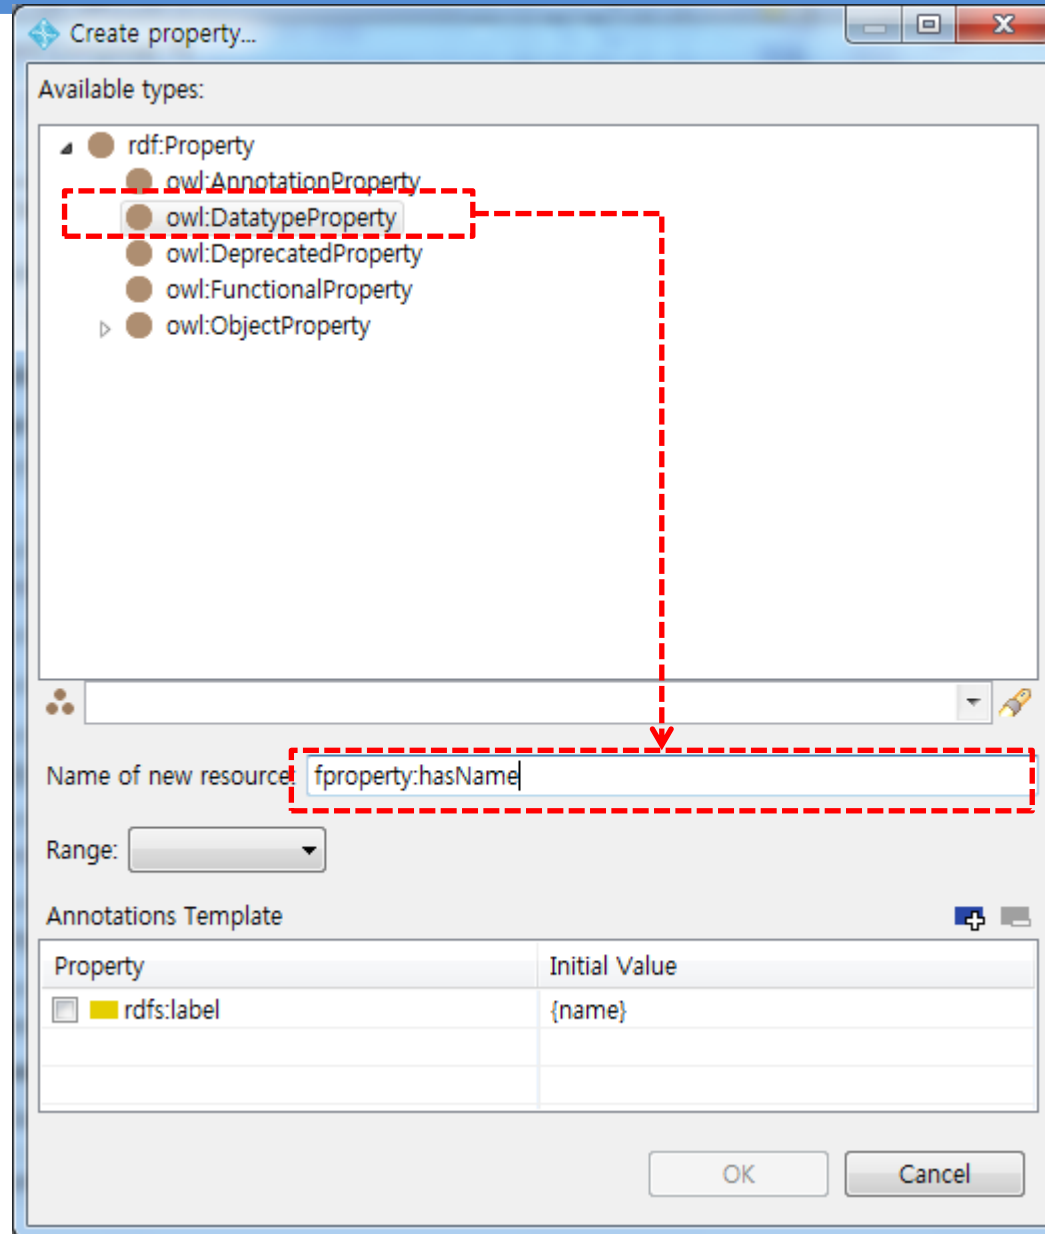 Create property...
Available types:
rdf:Property
owl:AnnotationProperty
owl:DatatypeProperty
owl:DeprecatedProperty
owl:FunctionalProperty
owl:ObjectProperty
Name of new resource: fproperty:hasName
Range:
Annotations Template
Property Initial Value
rdfs:label {name}
OK Cancel